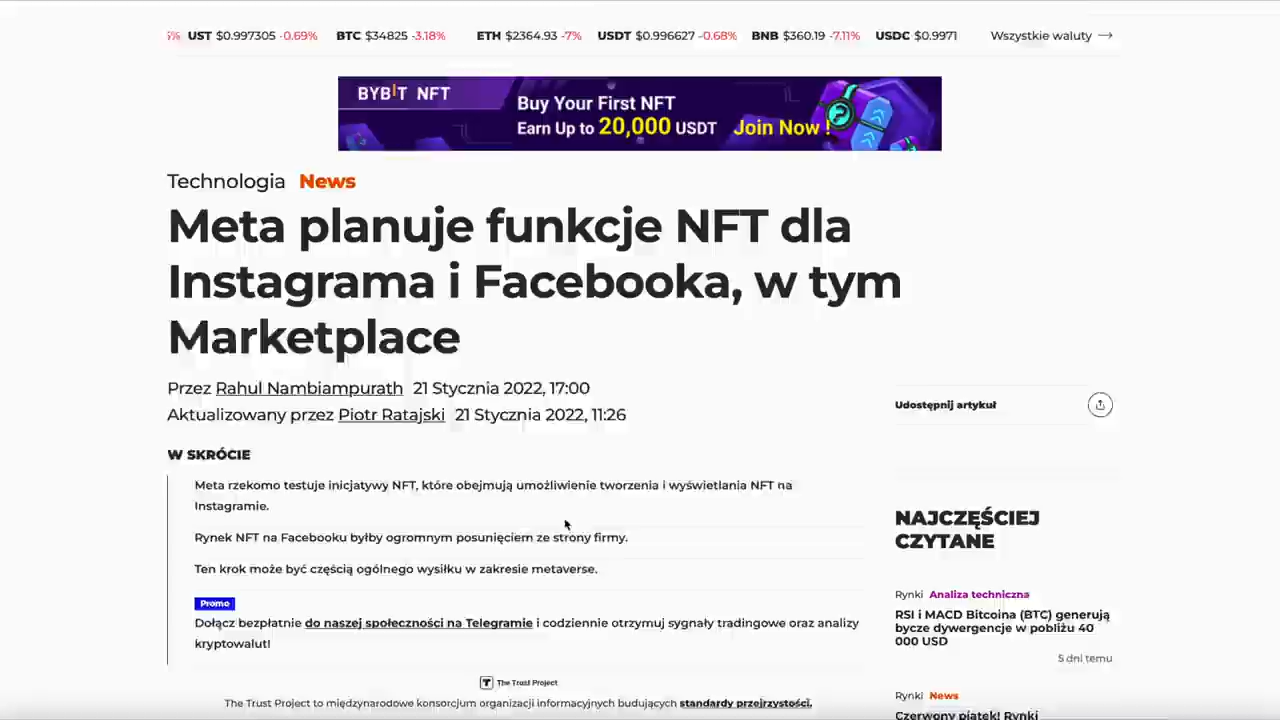 5% UST $0.997305 -0.69% BTC $34825 -3.18% ETH $2364.93 -7% USDT $0.996627 -0.68% BNB $360.19 -7.11% USDC $0.9971 Wszystkie waluty →
BYBIT NFT
Buy Your First NFT
Earn Up to 20,000 USDT Join Now !
Technologia News
Meta planuje funkcje NFT dla
Instagrama i Facebooka, w tym
Marketplace
Przez Rahul Nambiampurath 21 Stycznia 2022, 17:00
Aktualizowany przez Piotr Ratajski 21 Stycznia 2022, 11:26
Udostępnij artykuł
W SKRÓCIE
Meta rzekomo testuje inicjatywy NFT, które obejmują umożliwienie tworzenia i wyświetlania NFT na
Instagramie.
Rynek NFT na Facebooku byłby ogromnym posunięciem ze strony firmy.
Ten krok może być częścią ogólnego wysiłku w zakresie metaverse.
Promo
Dołącz bezpłatnie do naszej społeczności na Telegramie i codziennie otrzymuj sygnały tradingowe oraz analizy
kryptowalut!
The Trust Project
The Trust Project to międzynarodowe konsorcjum organizacji informacyjnych budujących standardy przejrzystości.
NAJCZĘŚCIEJ
CZYTANE
Rynki Analiza techniczna
RSI i MACD Bitcoina (BTC) generują
bycze dywergencje w pobliżu 40
000 USD
5 dni temu
Rynki News
Czerwony piątek! Rynki